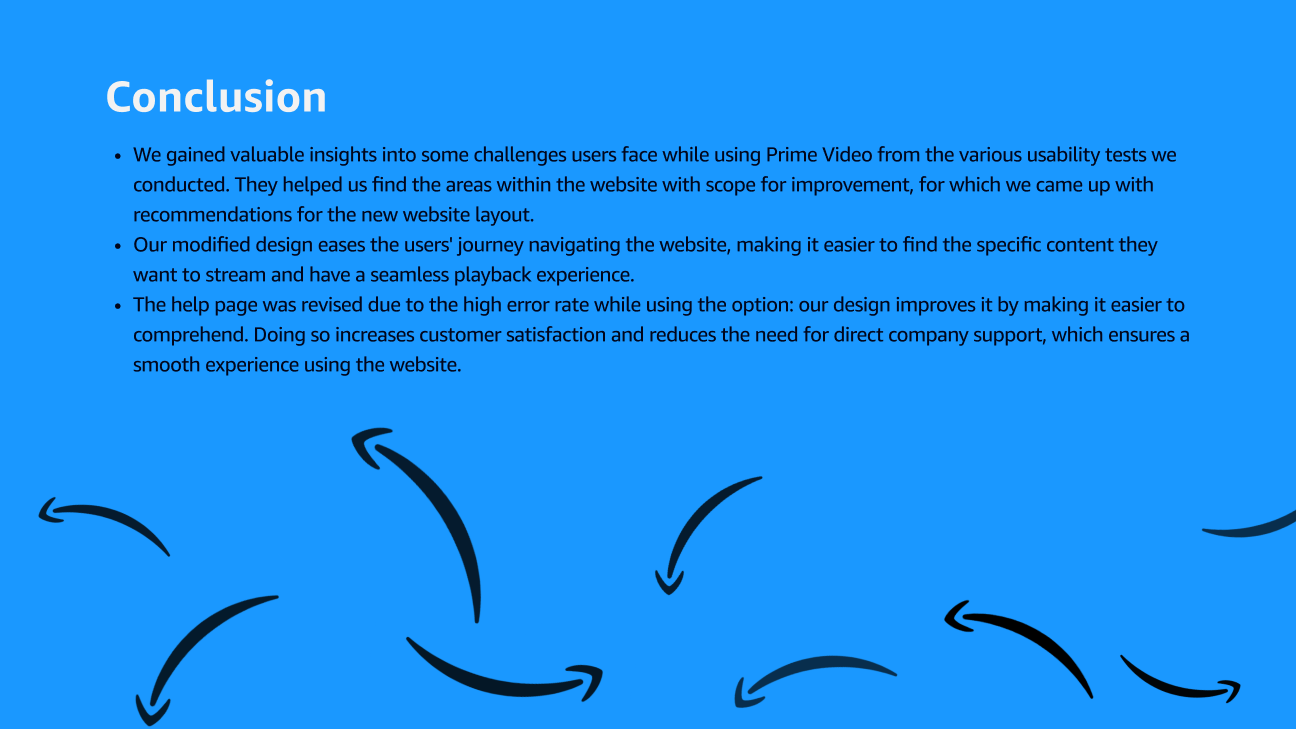 Conclusion
• We gained valuable insights into some challenges users face while using Prime Video from the various usability tests we
conducted. They helped us find the areas within the website with scope for improvement, for which we came up with
recommendations for the new website layout.
• Our modified design eases the users' journey navigating the website, making it easier to find the specific content they
want to stream and have a seamless playback experience.
• The help page was revised due to the high error rate while using the option: our design improves it by making it easier to
comprehend. Doing so increases customer satisfaction and reduces the need for direct company support, which ensures a
smooth experience using the website.